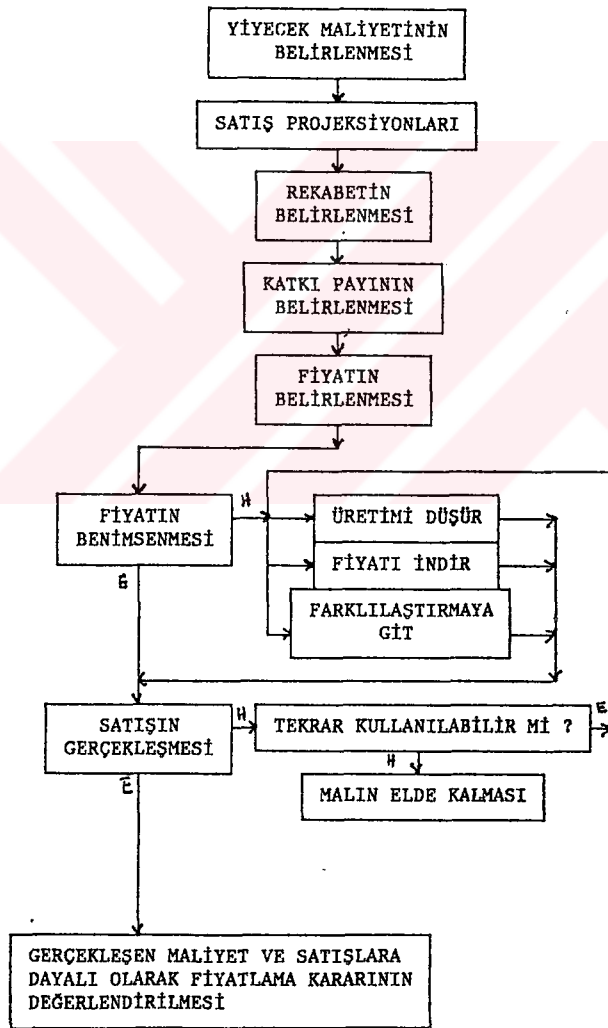 YİYECEK MALİYETİNİN
BELİRLENMESİ
SATIŞ PROJEKSİYONLARI
REKABETİN
BELİRLENMESİ
KATKI PAYININ
BELİRLENMESİ
FİYATIN
BELİRLENMESİ
FİYATIN
BENİMSENMESİ
H
ÜRETİMİ DÜŞÜR
FİYATI İNDİR
FARKLILAŞTIRMAYA
GİT
E
SATIŞIN
GERÇEKLEŞMESİ
H
TEKRAR KULLANILABİLİR Mİ ?
E
H
MALIN ELDE KALMASI
E
GERÇEKLEŞEN MALİYET VE SATIŞLARA
DAYALI OLARAK FİYATLAMA KARARININ
DEĞERLENDİRİLMESİ